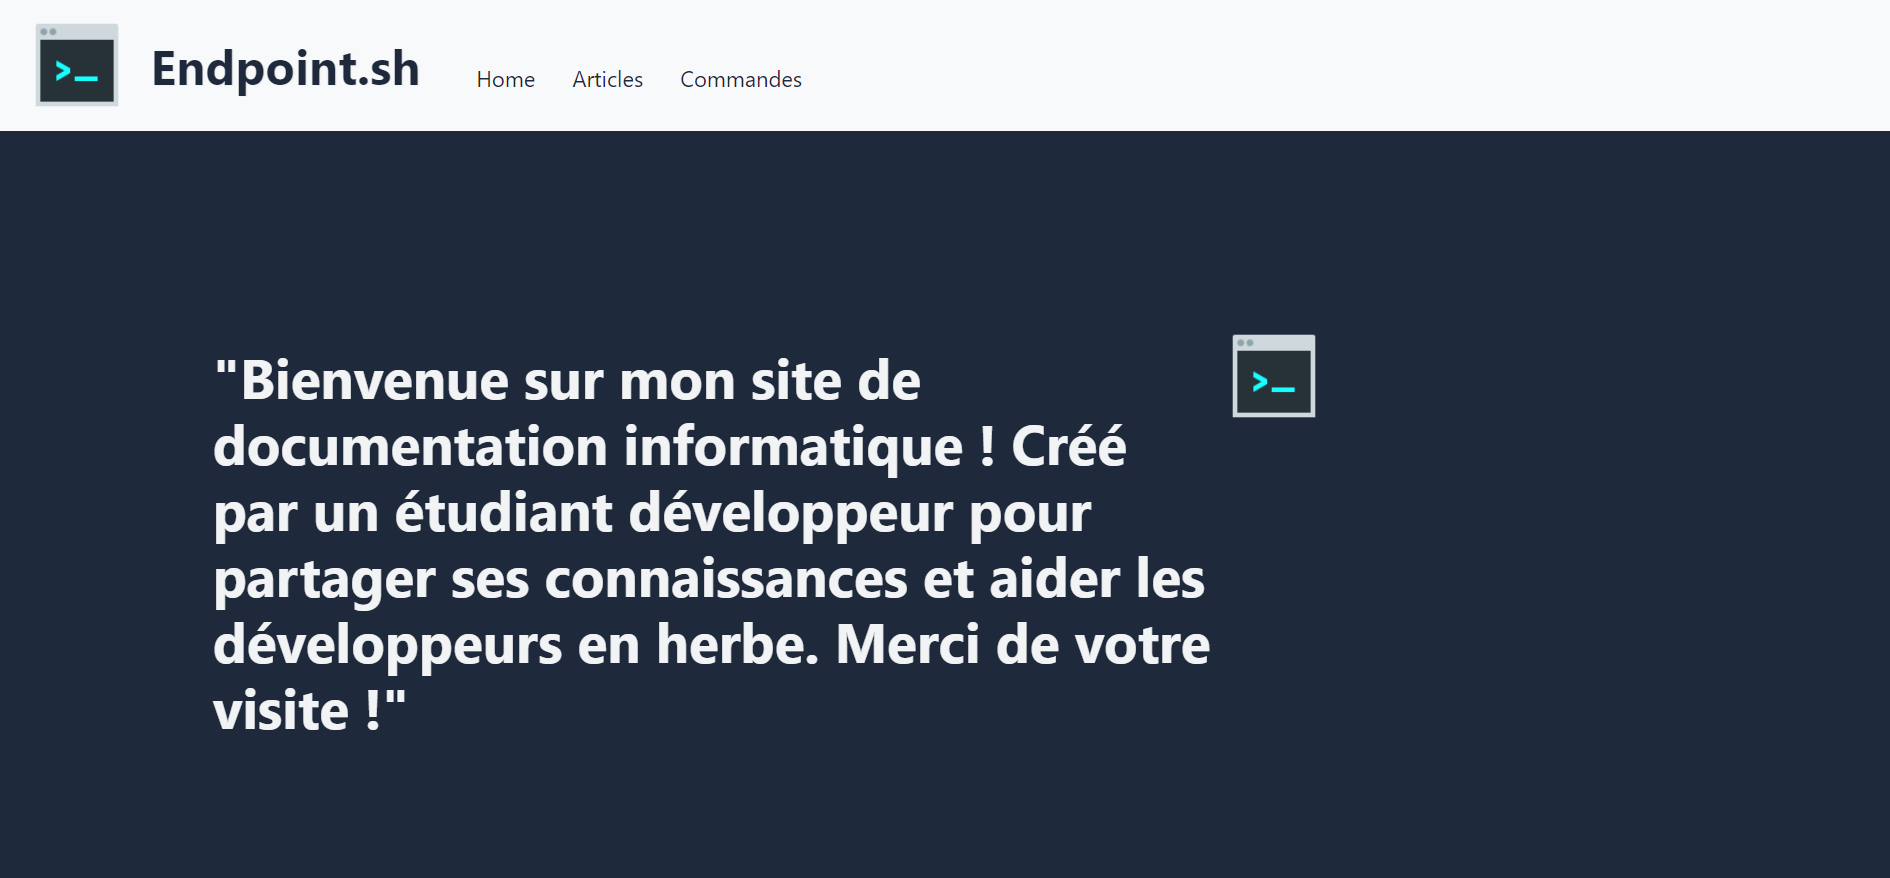 >_
Endpoint.sh
Home Articles Commandes
"Bienvenue sur mon site de
documentation informatique ! Créé
par un étudiant développeur pour
partager ses connaissances et aider les
développeurs en herbe. Merci de votre
visite !"
>_